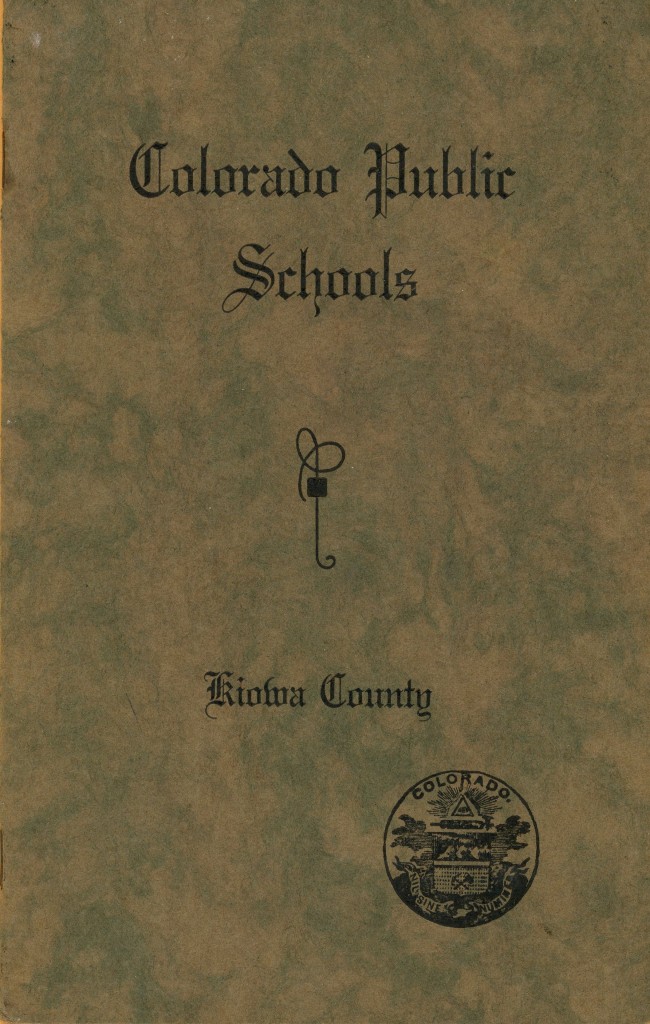 Colorado Public
Schools
Kiowa County
COLORADO.
NIL SINE NUMINE